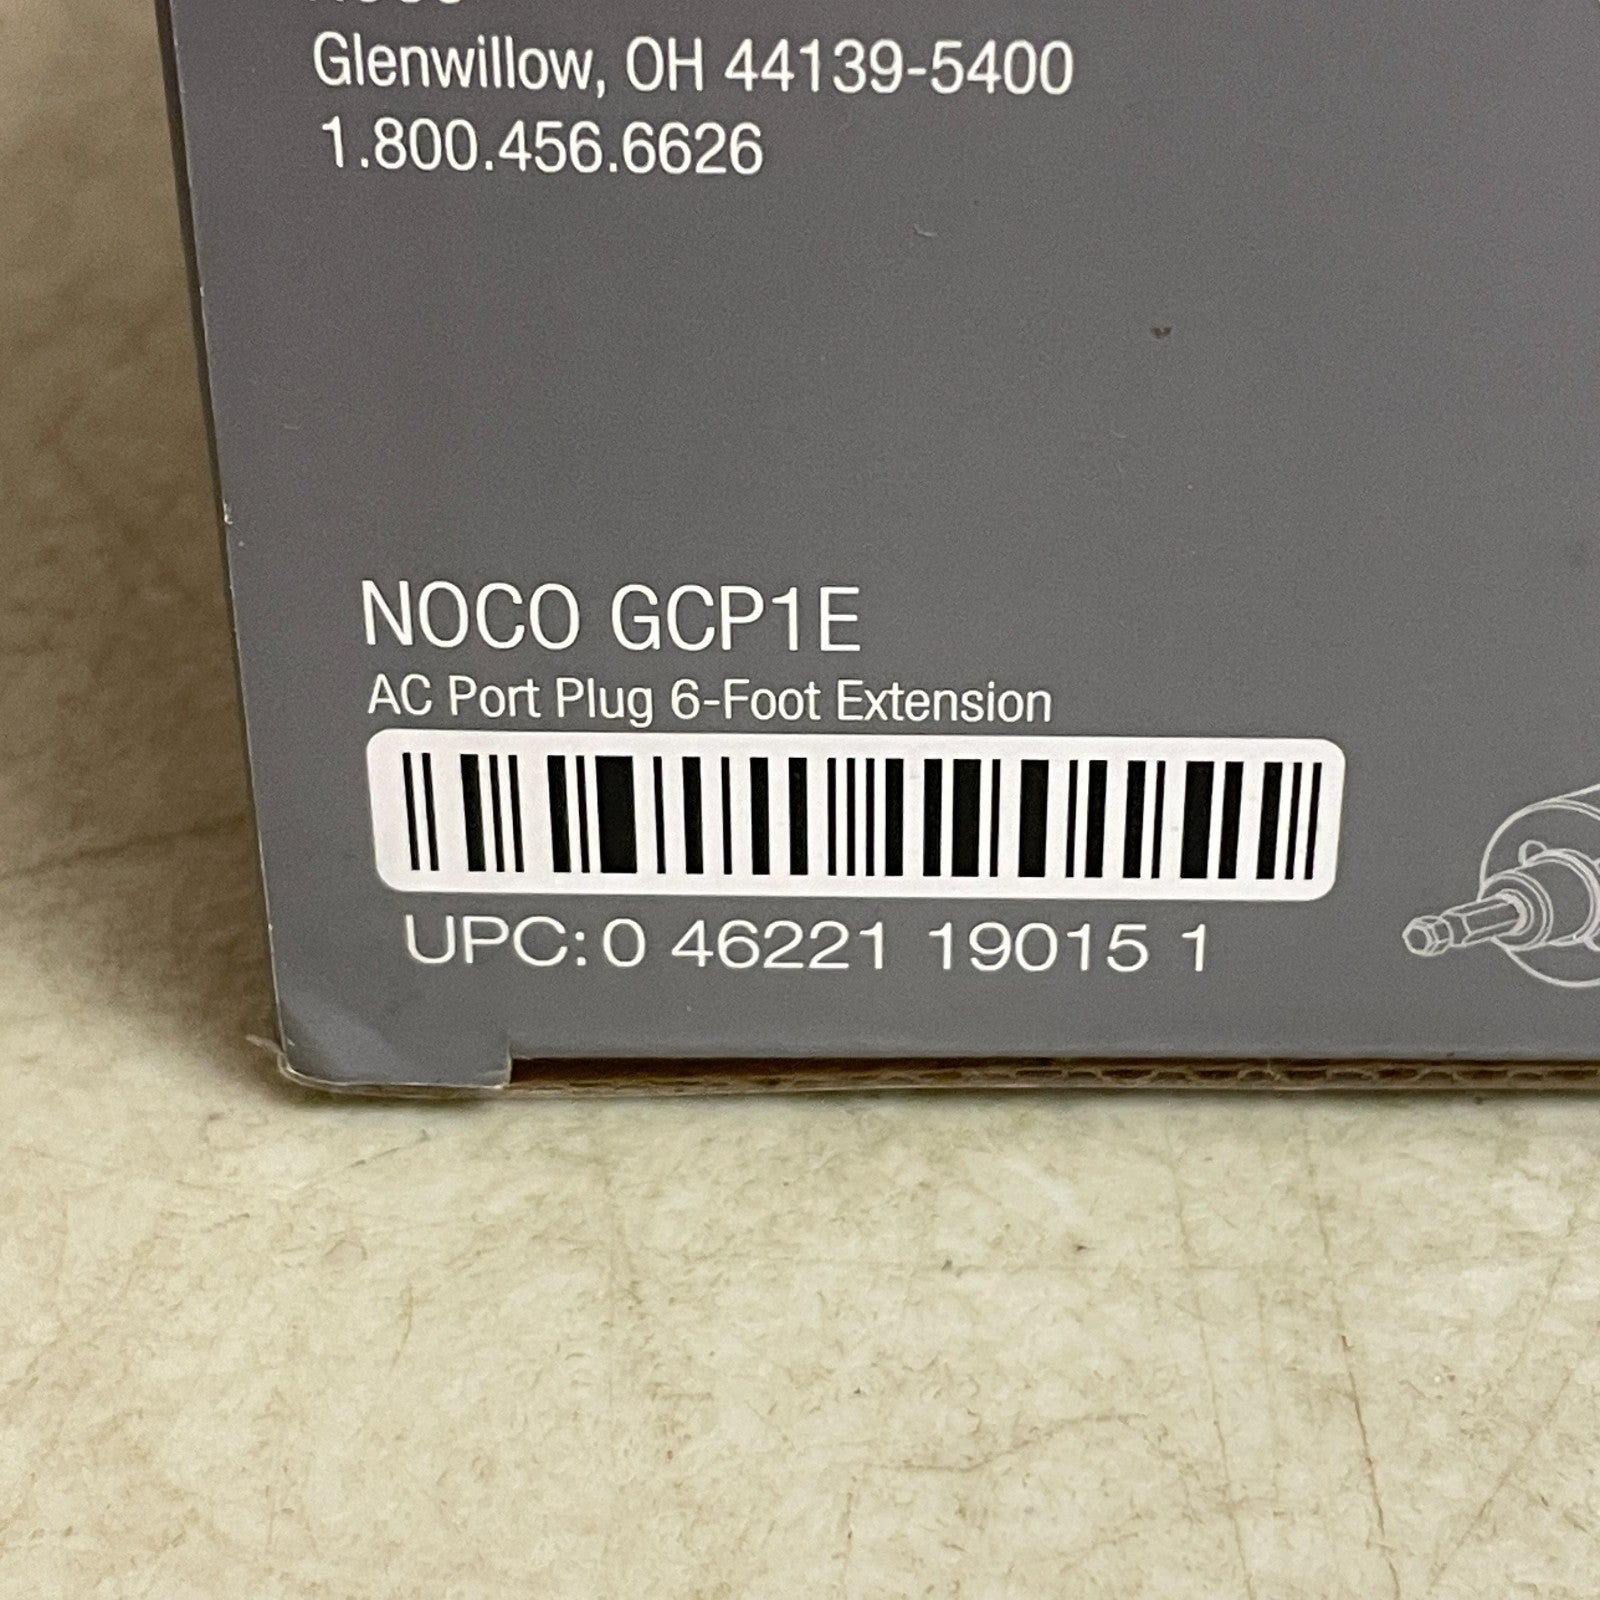 NOCO
Glenwillow, OH 44139-5400
1.800.456.6626
NOCO GCP1E
AC Port Plug 6-Foot Extension
UPC: 0 46221 19015 1